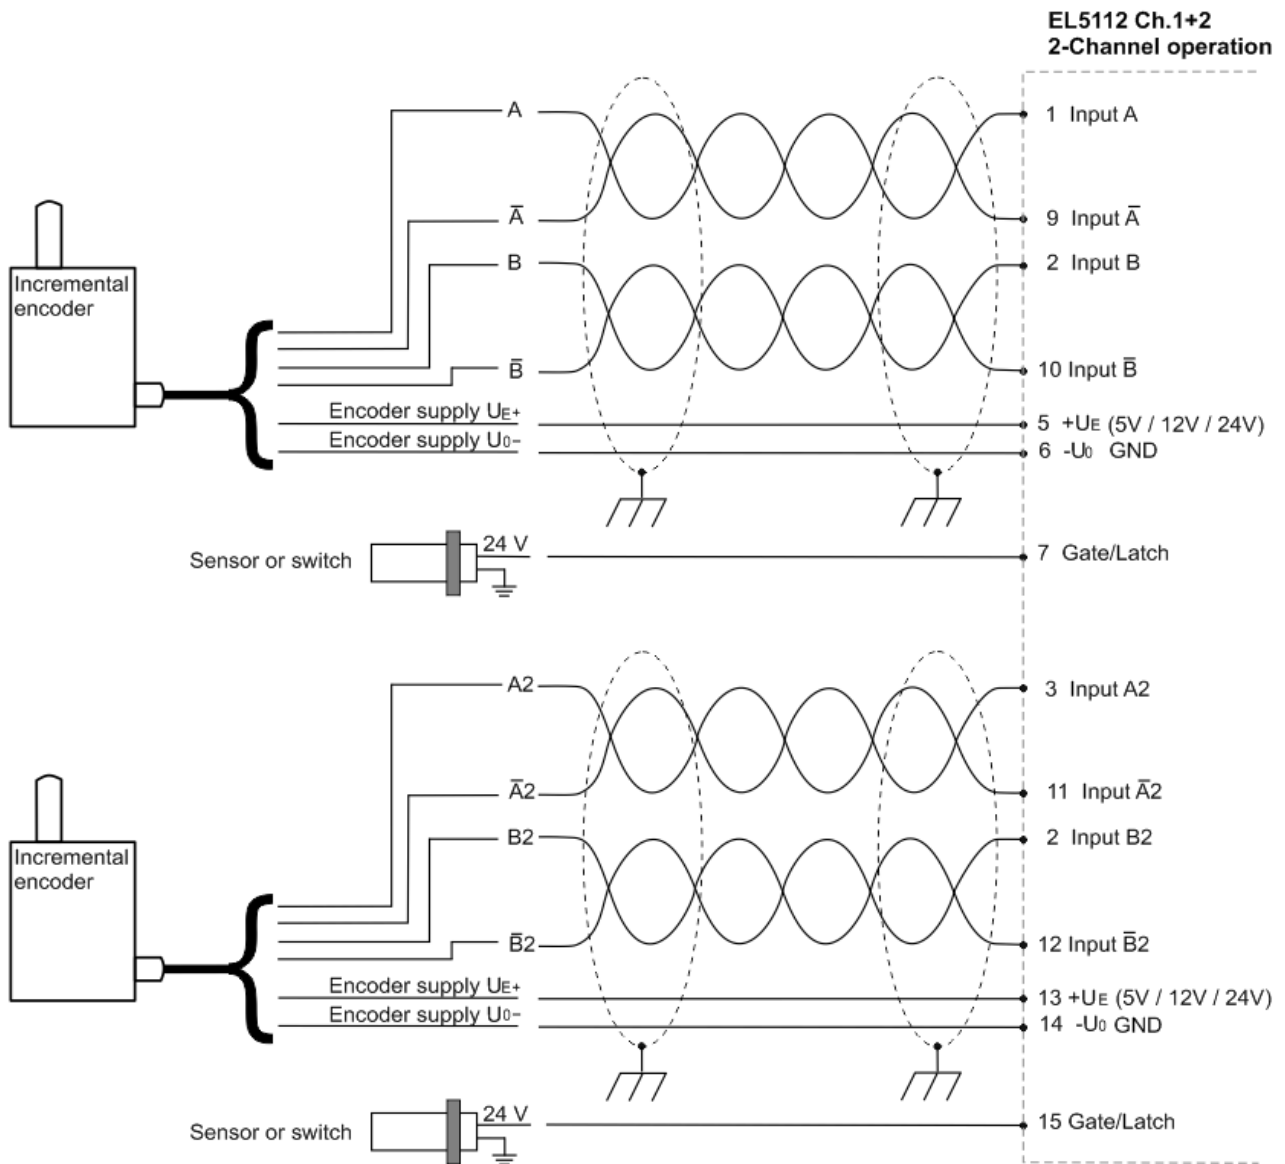 EL5112 Ch.1+2
2-Channel operation
A
1 Input A
A̅
9 Input A̅
B
2 Input B
Incremental
encoder
B̅
10 Input B̅
Encoder supply UE+
5 +UE (5V / 12V / 24V)
Encoder supply U0-
6 -U0 GND
24 V
7 Gate/Latch
Sensor or switch
A2
3 Input A2
A̅2
11 Input A̅2
B2
2 Input B2
Incremental
encoder
B̅2
12 Input B̅2
Encoder supply UE+
13 +UE (5V / 12V / 24V)
Encoder supply U0-
14 -U0 GND
24 V
15 Gate/Latch
Sensor or switch